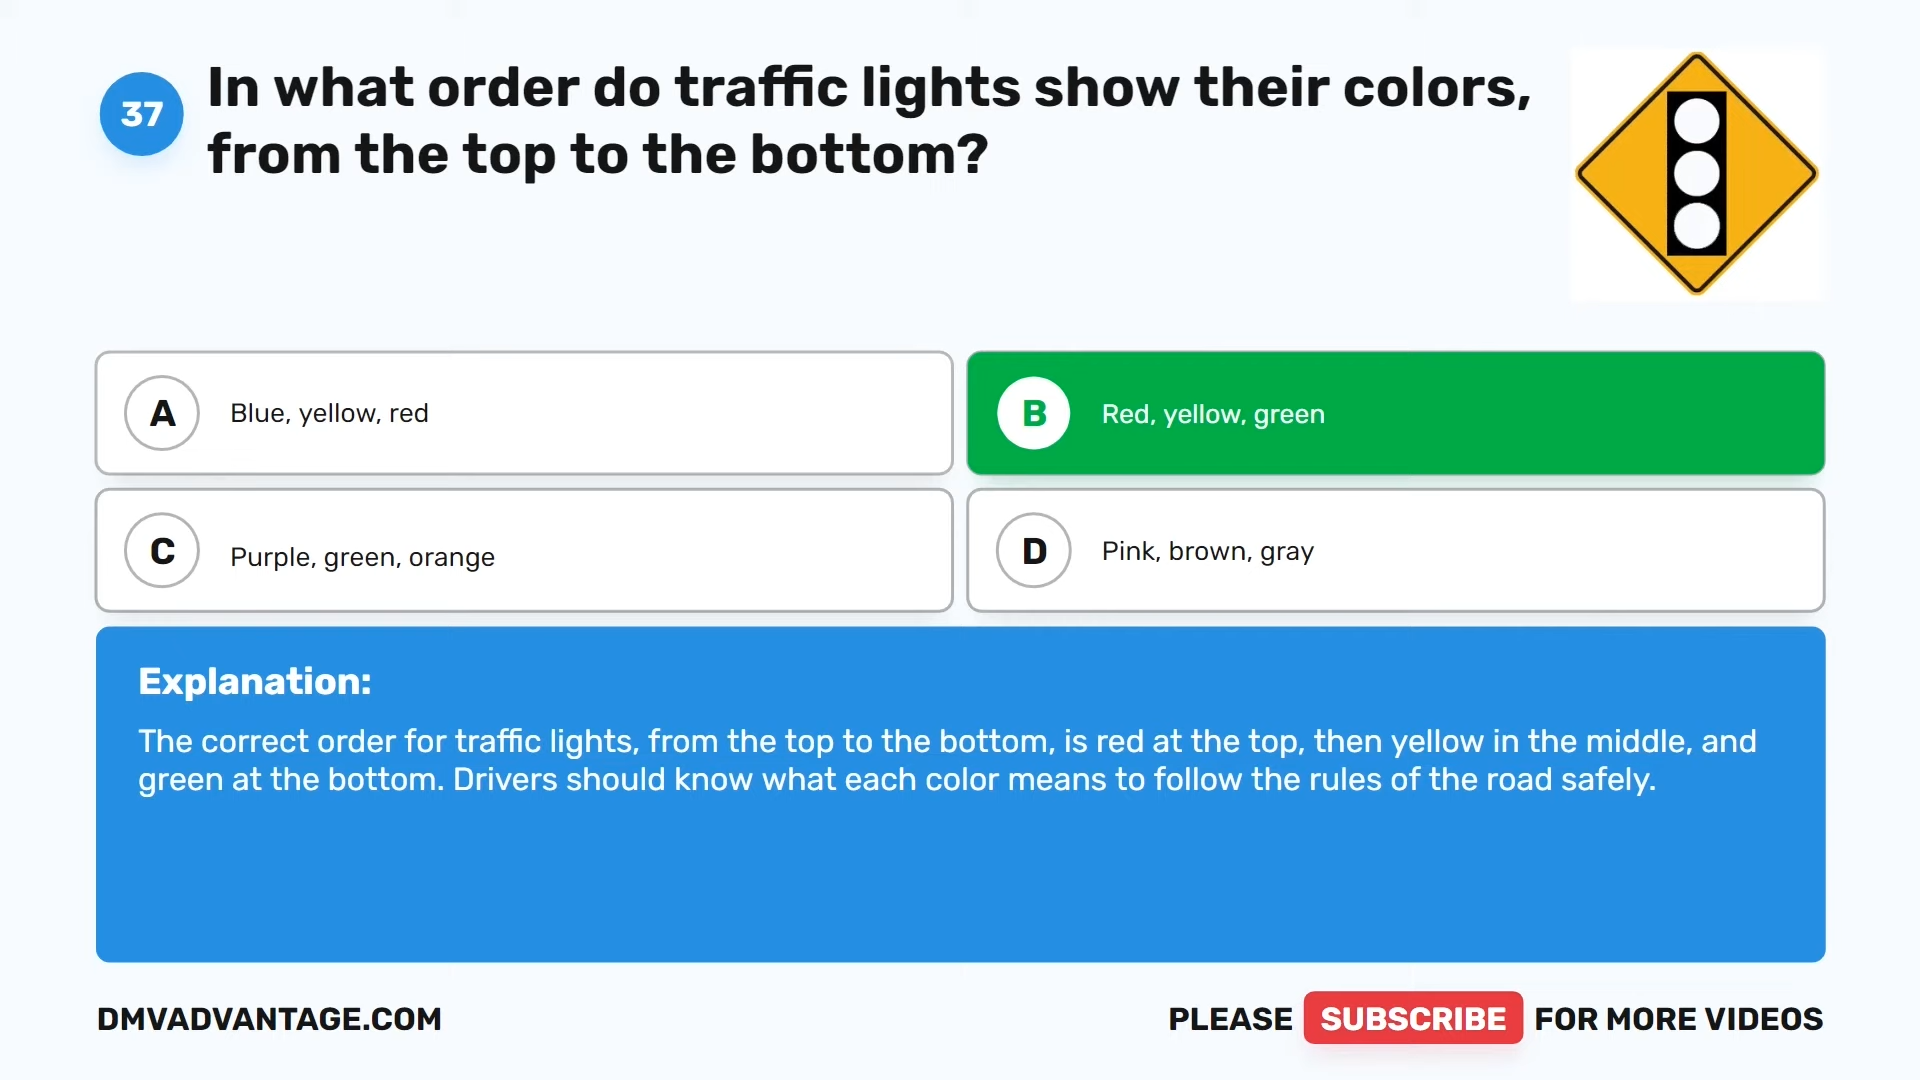 37
In what order do traffic lights show their colors,
from the top to the bottom?
A
Blue, yellow, red
B
Red, yellow, green
C
Purple, green, orange
D
Pink, brown, gray
Explanation:
The correct order for traffic lights, from the top to the bottom, is red at the top, then yellow in the middle, and
green at the bottom. Drivers should know what each color means to follow the rules of the road safely.
DMVADVANTAGE.COM
PLEASE SUBSCRIBE FOR MORE VIDEOS